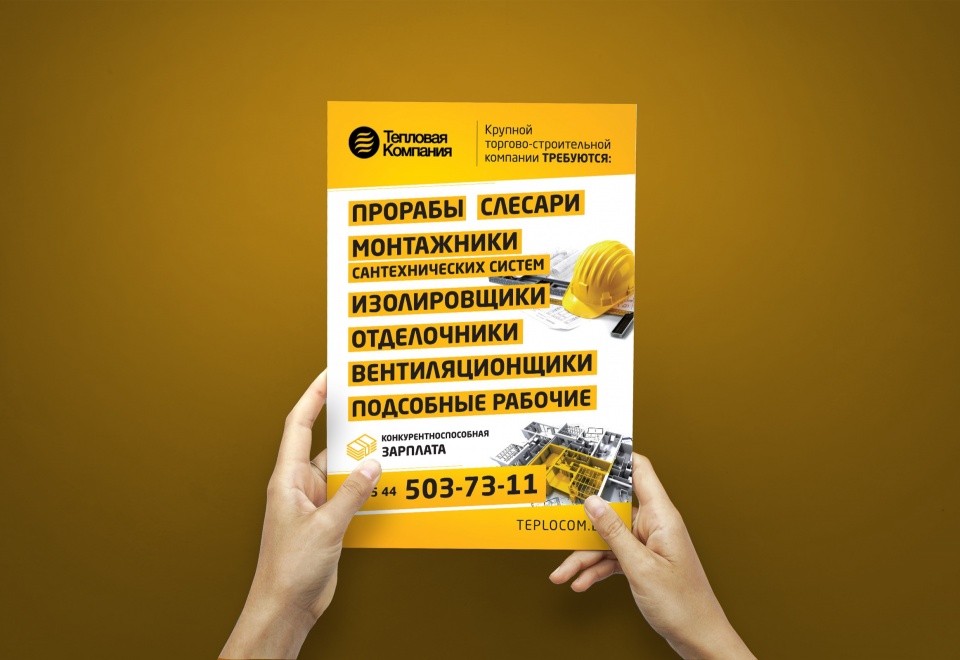 Тепловая
Компания
Крупной
торгово-строительной
компании ТРЕБУЮТСЯ:
ПРОРАБЫ СЛЕСАРИ
МОНТАЖНИКИ
САНТЕХНИЧЕСКИХ СИСТЕМ
ИЗОЛИРОВЩИКИ
ОТДЕЛОЧНИКИ
ВЕНТИЛЯЦИОНЩИКИ
ПОДСОБНЫЕ РАБОЧИЕ
КОНКУРЕНТНОСПОСОБНАЯ
ЗАРПЛАТА
5 44 503-73-11
TEPLOCOM.